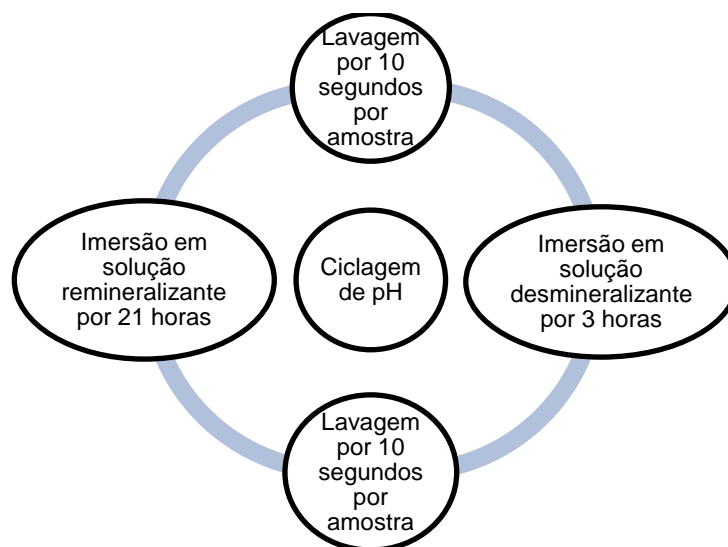 Lavagem
por 10
segundos
por
amostra
Imersão em
solução
remineralizante
por 21 horas
Ciclagem
de pH
Imersão em
solução
desmineralizante
por 3 horas
Lavagem
por 10
segundos
por
amostra